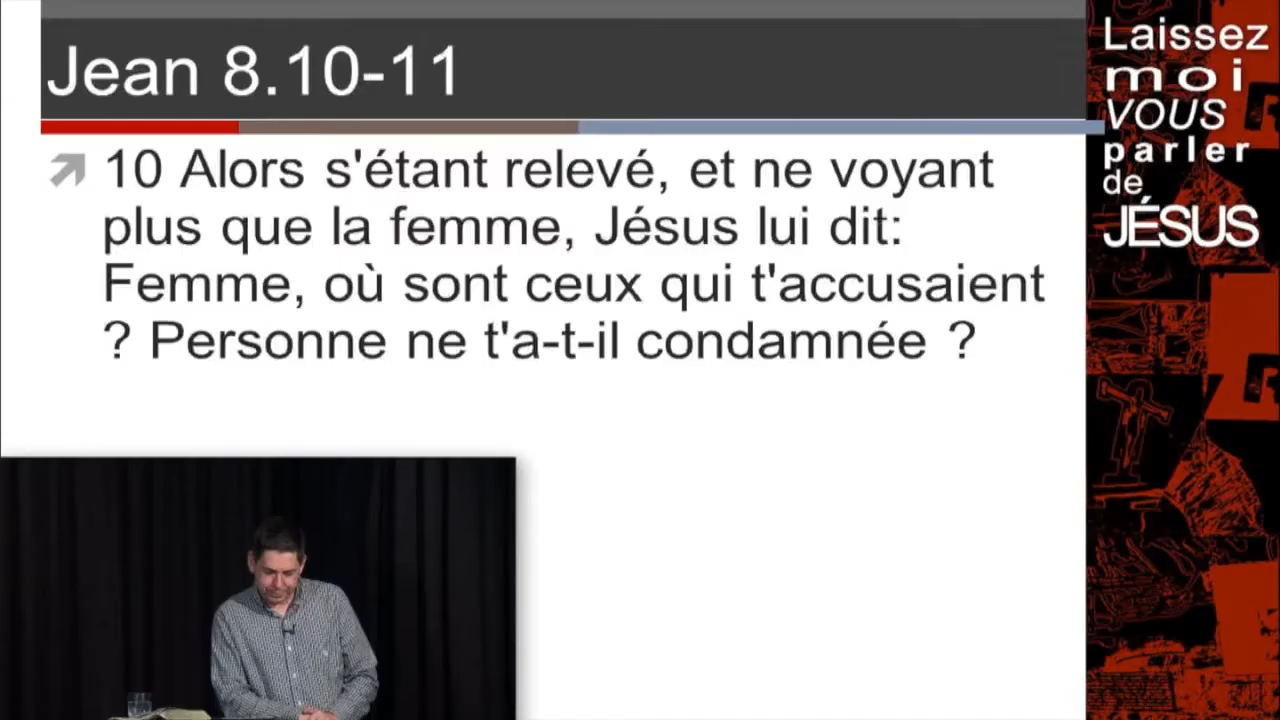 Jean 8.10-11
10 Alors s'étant relevé, et ne voyant
plus que la femme, Jésus lui dit:
Femme, où sont ceux qui t'accusaient
? Personne ne t'a-t-il condamnée ?
Laissez
moi
vous
parler
de
JÉSUS